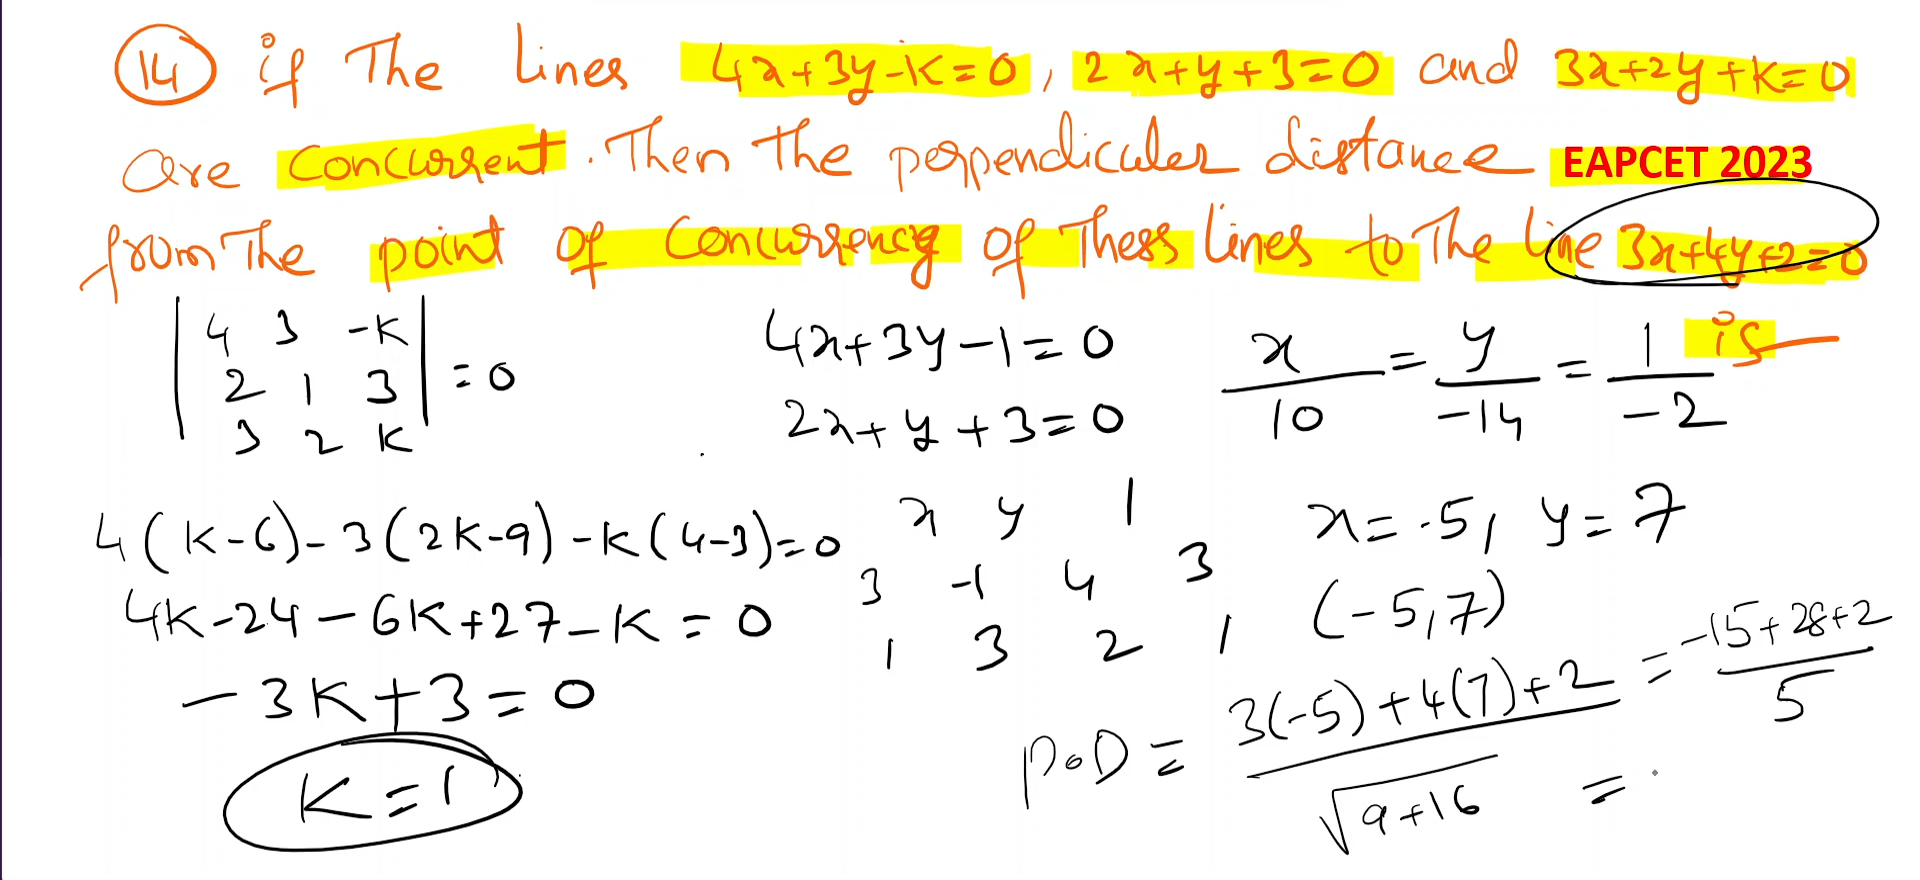 14 if The Lines 4x+3y-k=0, 2x+y+3=0 and 3x+2y+k=0
are concurrent. Then the perpendicular distance EAPCET 2023
from The point of concurrency of Thess lines to The line 3x+4y+2=0
is
| 4 3 -k |
| 2 1 3 | = 0
| 3 2 k |
4(k-6)-3(2k-9)-k(4-3)=0
4k-24-6k+27-k=0
-3k+3=0
k=1
4x+3y-1=0
2x+y+3=0
x y 1
3 -1 4 3
1 3 2 1
x/10 = y/-14 = 1/-2
x=-5, y=7
(-5,7)
P.D = 3(-5)+4(7)+2 / √9+16 = -15+28+2 / 5
=